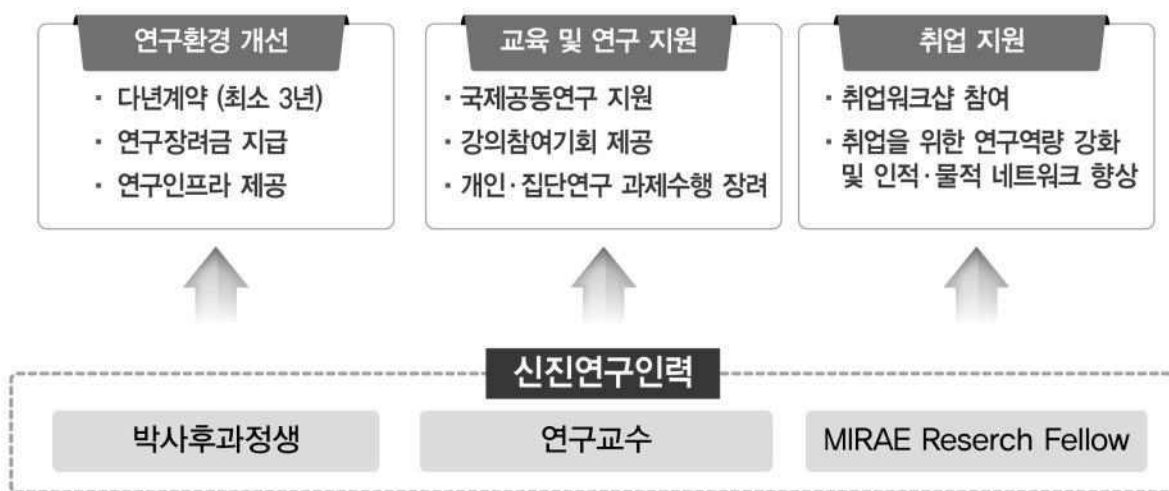 연구환경 개선
· 다년계약 (최소 3년)
· 연구장려금 지급
· 연구인프라 제공
교육 및 연구 지원
· 국제공동연구 지원
· 강의참여기회 제공
· 개인·집단연구 과제수행 장려
취업 지원
· 취업워크샵 참여
· 취업을 위한 연구역량 강화
및 인적·물적 네트워크 향상
신진연구인력
박사후과정생
연구교수
MIRAE Reserch Fellow